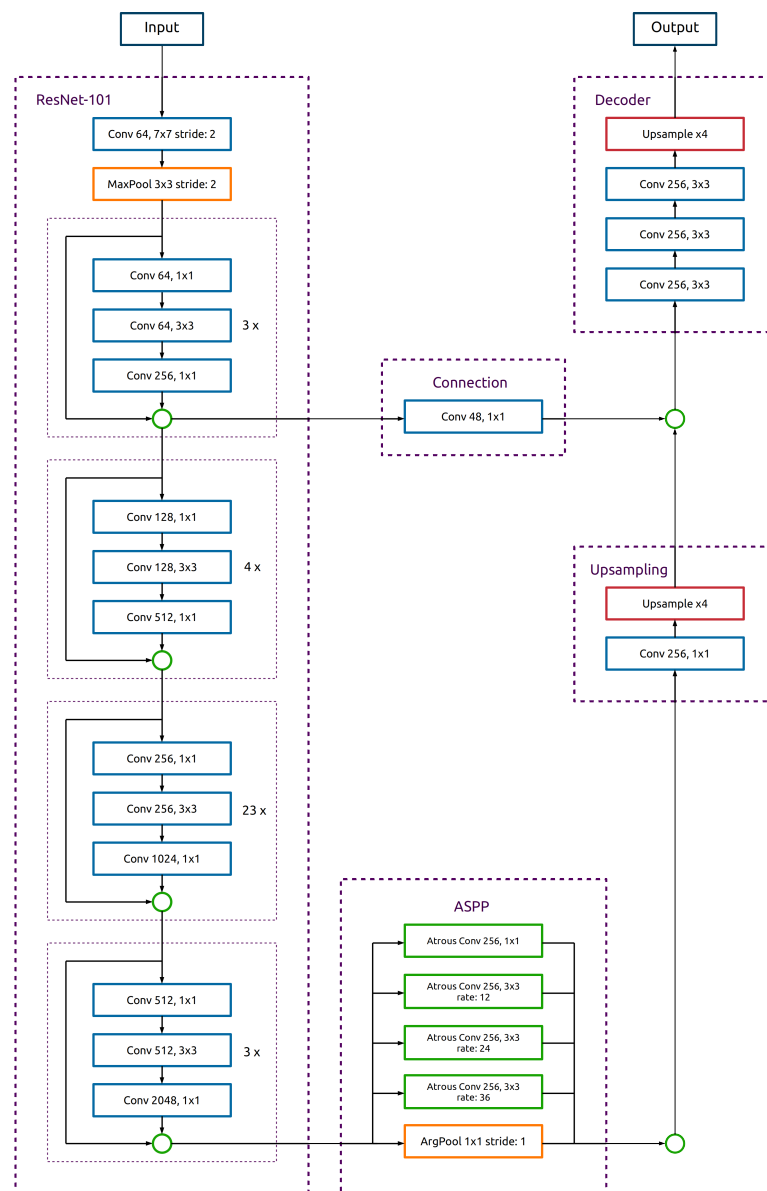 Input
ResNet-101
Conv 64, 7x7 stride: 2
MaxPool 3x3 stride: 2
Conv 64, 1x1
Conv 64, 3x3
3 x
Conv 256, 1x1
Conv 128, 1x1
Conv 128, 3x3
4 x
Conv 512, 1x1
Conv 256, 1x1
Conv 256, 3x3
23 x
Conv 1024, 1x1
Conv 512, 1x1
Conv 512, 3x3
3 x
Conv 2048, 1x1
Connection
Conv 48, 1x1
ASPP
Atrous Conv 256, 1x1
Atrous Conv 256, 3x3
rate: 12
Atrous Conv 256, 3x3
rate: 24
Atrous Conv 256, 3x3
rate: 36
ArgPool 1x1 stride: 1
Output
Decoder
Upsample x4
Conv 256, 3x3
Conv 256, 3x3
Conv 256, 3x3
Upsampling
Upsample x4
Conv 256, 1x1